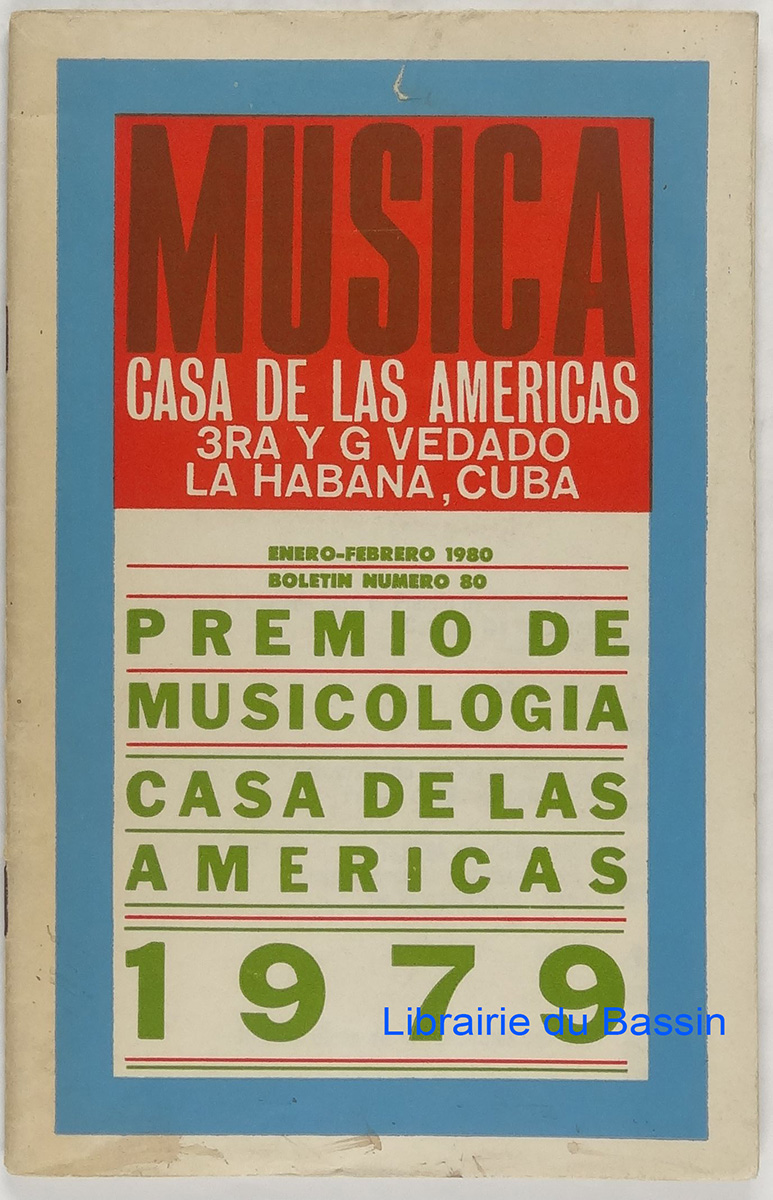 MUSICA
CASA DE LAS AMERICAS
3RA Y G VEDADO
LA HABANA, CUBA
ENERO-FEBRERO 1980
BOLETIN NUMERO 80
PREMIO DE
MUSICOLOGIA
CASA DE LAS
AMERICAS
1979
Librairie du Bassin